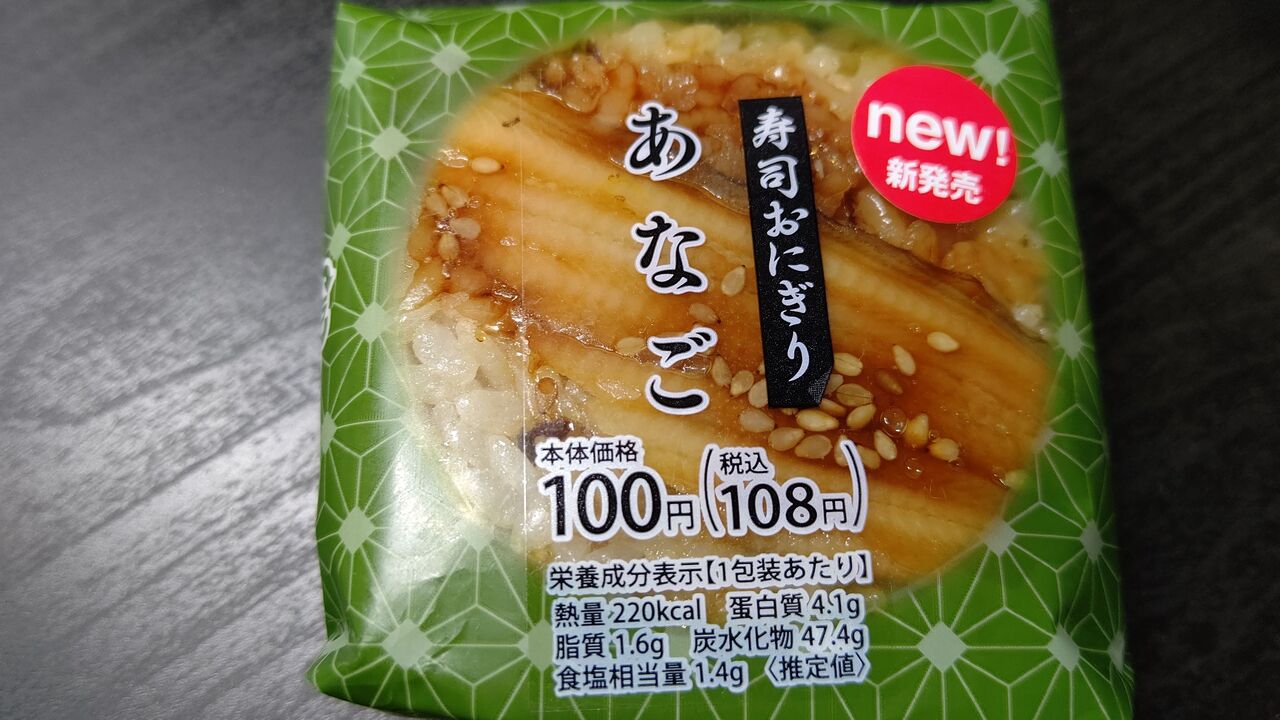 寿司おにぎり
あなご
new!
新発売
本体価格
100円
(税込
108円)
栄養成分表示【1包装あたり】
熱量 220kcal 蛋白質 4.1g
脂質 1.6g 炭水化物 47.4g
食塩相当量 1.4g 〈推定値〉